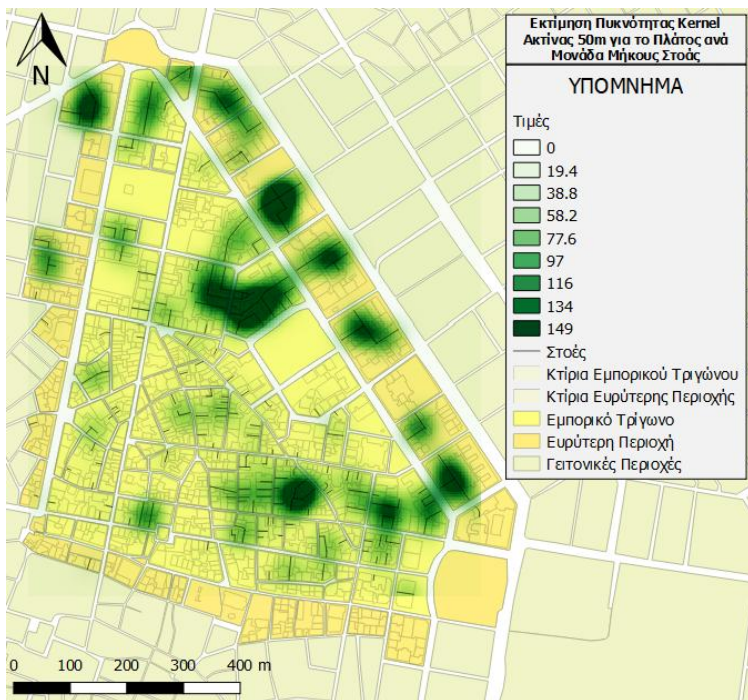 Εκτίμηση Πυκνότητας Kernel
Ακτίνας 50m για το Πλάτος ανά
Μονάδα Μήκους Στοάς
N
ΥΠΟΜΝΗΜΑ
Τιμές
0
19.4
38.8
58.2
77.6
97
116
134
149
Στοές
Κτίρια Εμπορικού Τριγώνου
Κτίρια Ευρύτερης Περιοχής
Εμπορικό Τρίγωνο
Ευρύτερη Περιοχή
Γειτονικές Περιοχές
0 100 200 300 400 m